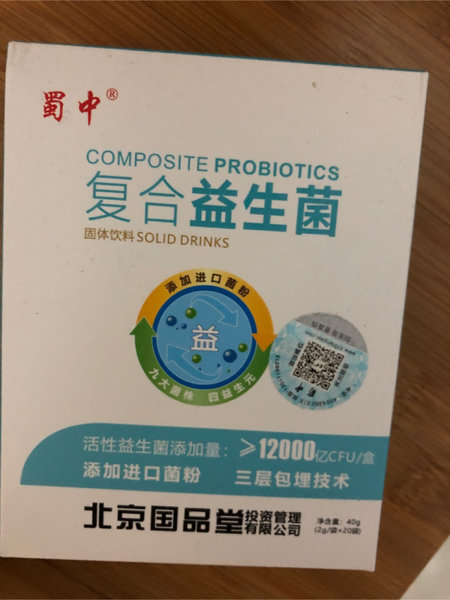 蜀中®
COMPOSITE PROBIOTICS
复合益生菌
固体饮料 SOLID DRINKS
添加进口菌粉
益
九大菌株 四益生元
蜀中
活性益生菌添加量：≥12000亿CFU/盒
添加进口菌粉 三层包埋技术
北京国品堂投资管理有限公司
净含量：40g
(2g/袋×20袋)